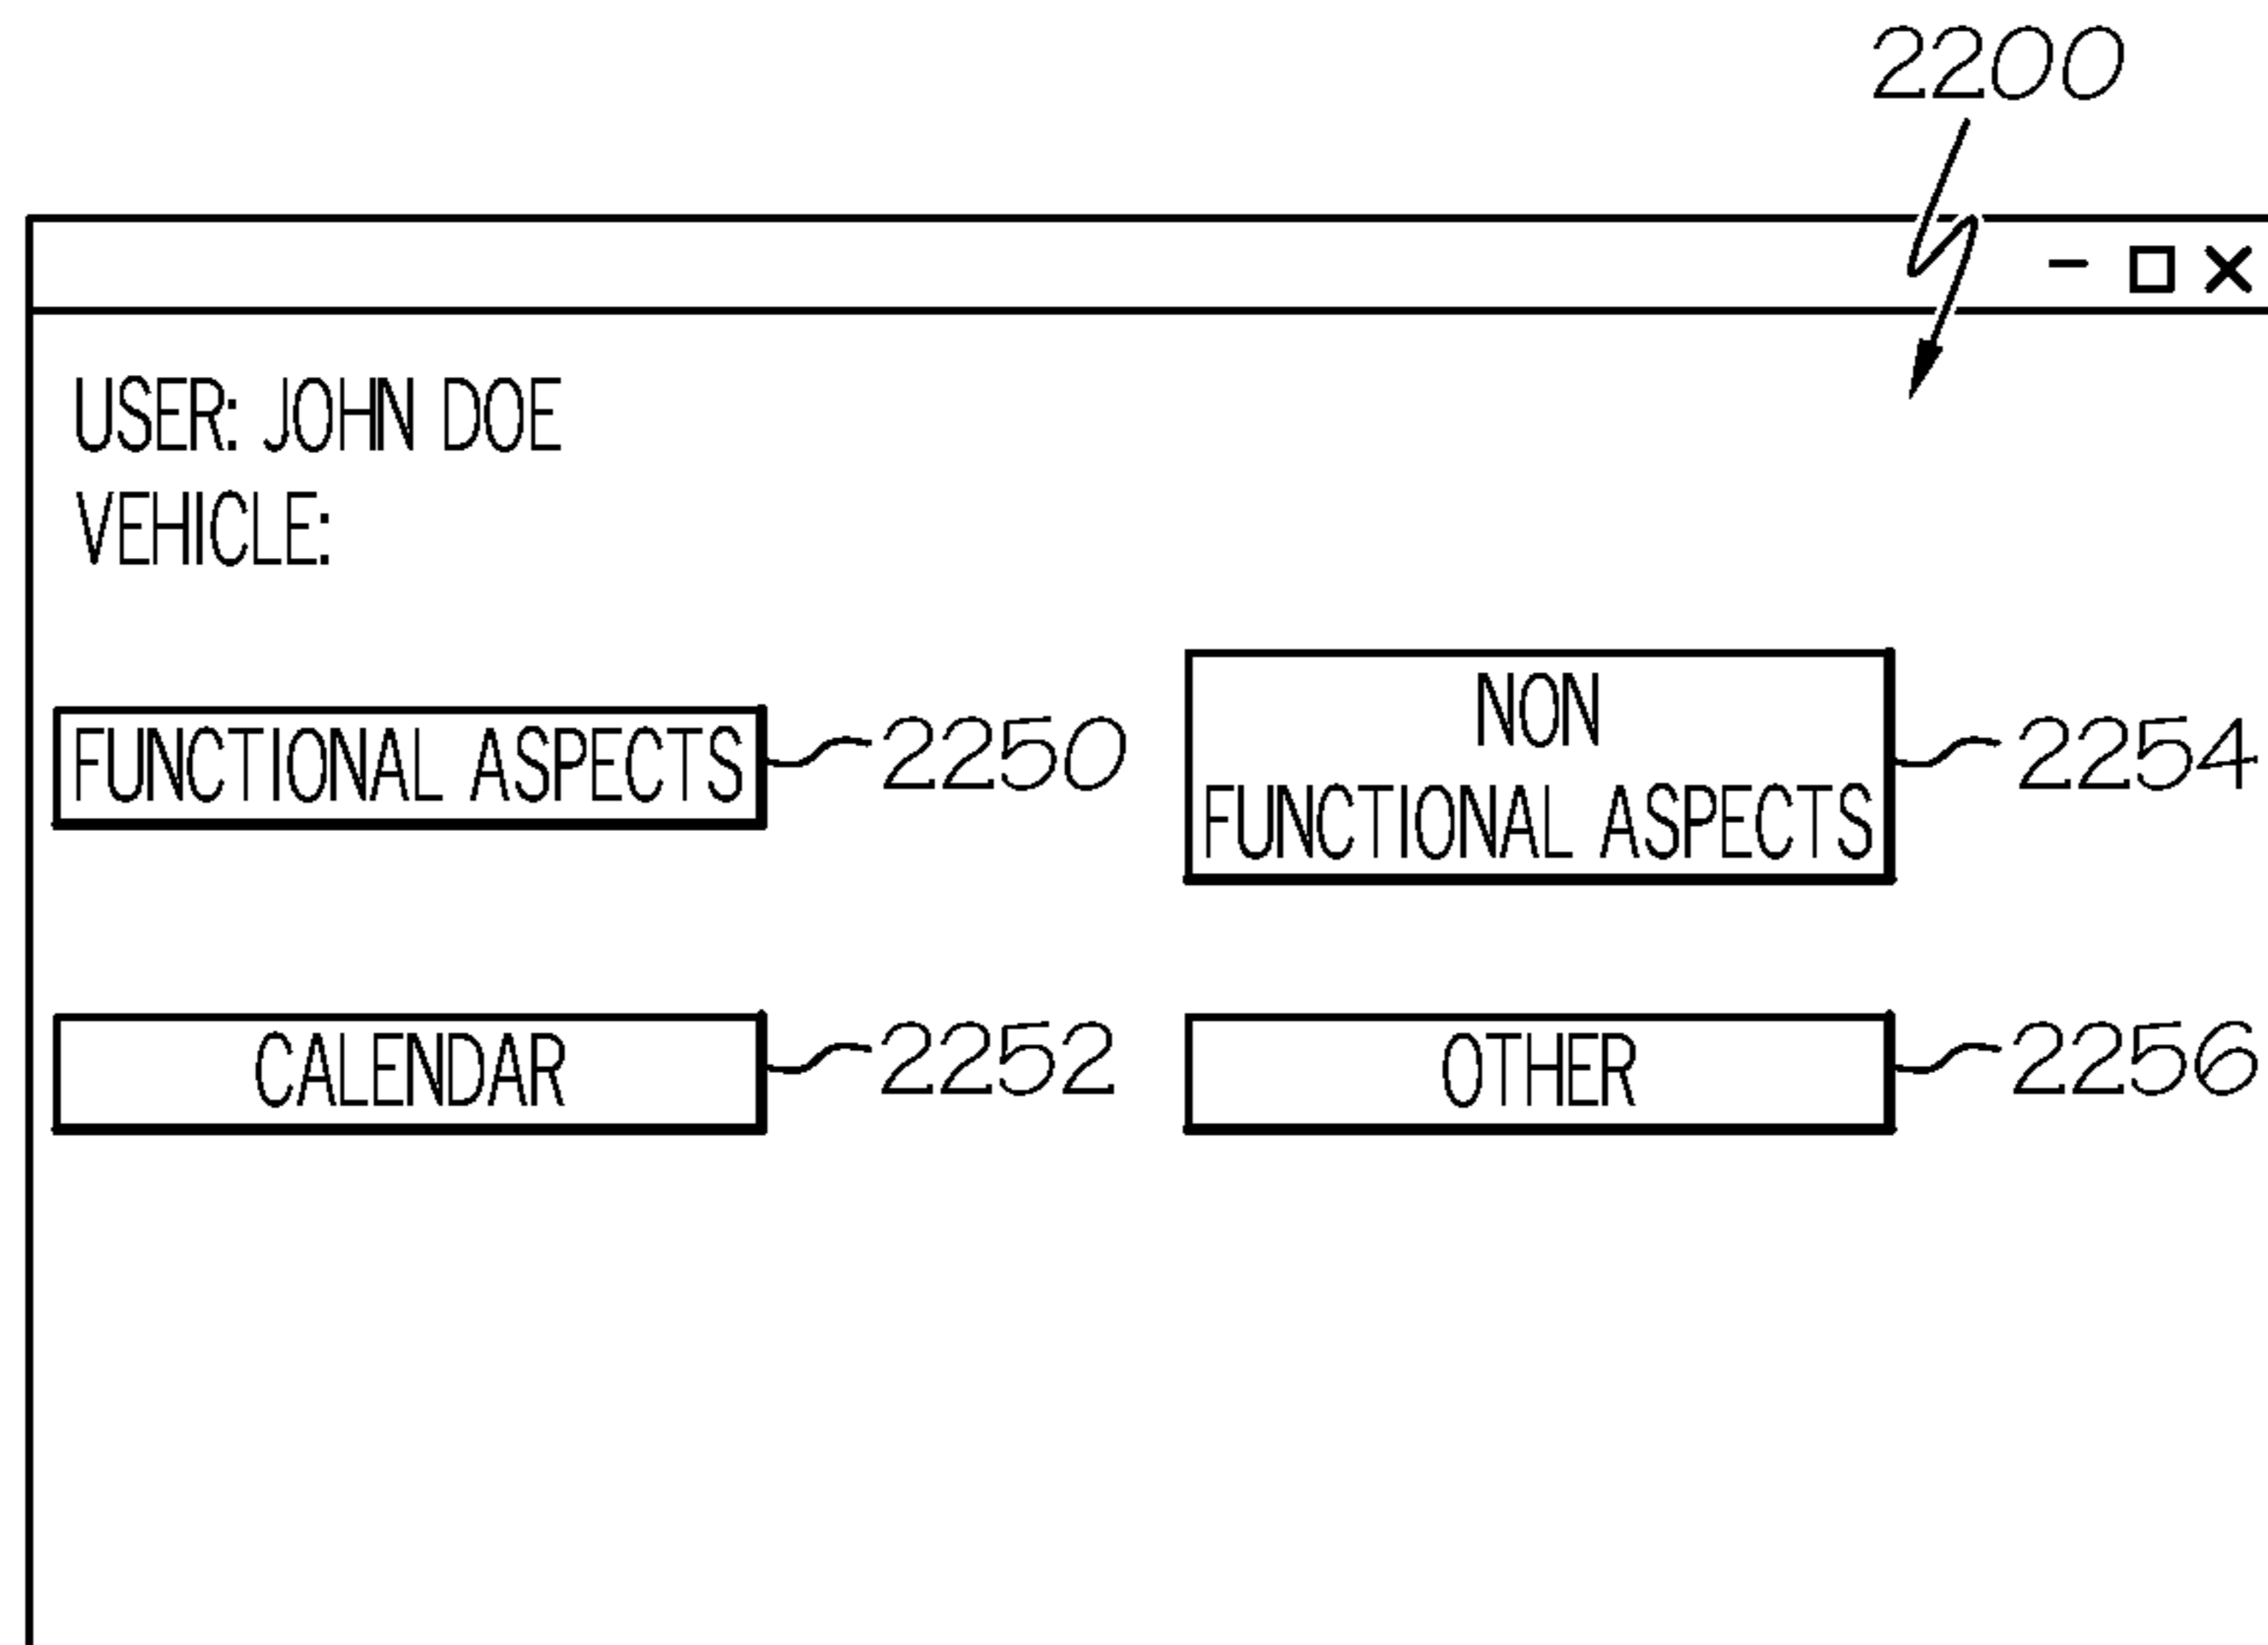 2200
USER: JOHN DOE
VEHICLE:
FUNCTIONAL ASPECTS
2250
NON
FUNCTIONAL ASPECTS
2254
CALENDAR
2252
OTHER
2256